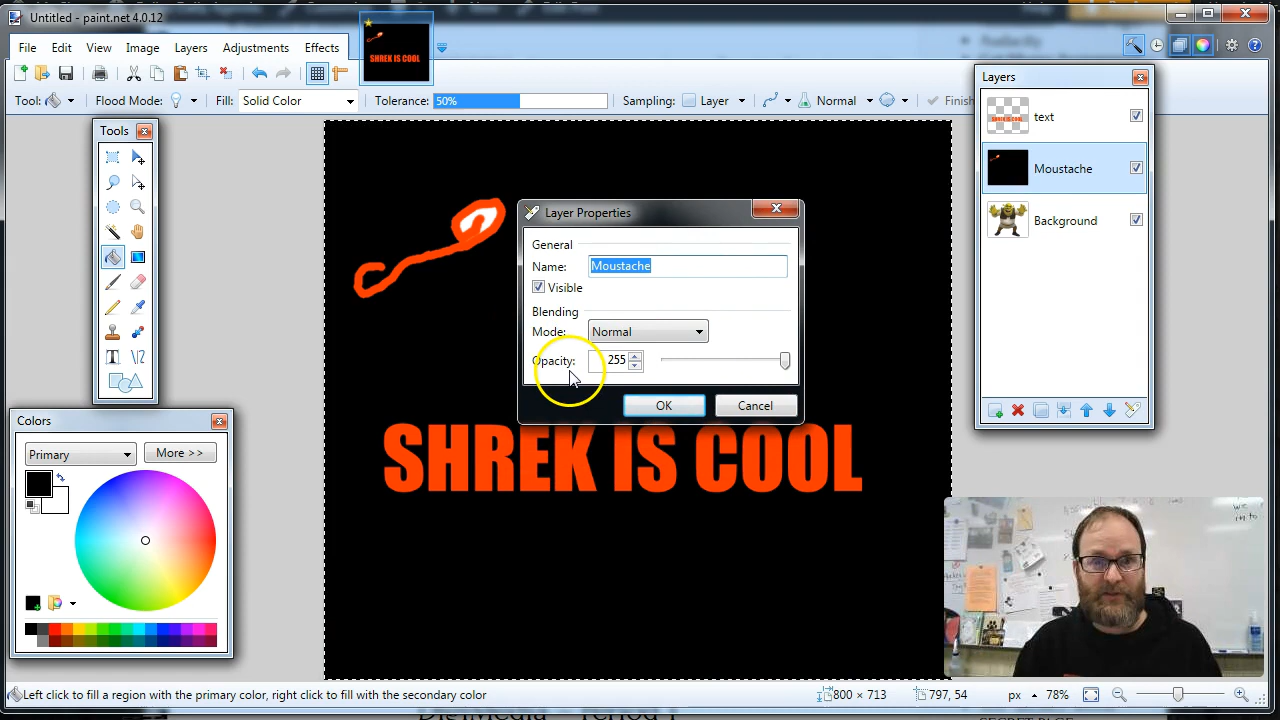 Untitled - paint.net 4.0.12
File Edit View Image Layers Adjustments Effects
Tool: Flood Mode: Fill: Solid Color Tolerance: 50% Sampling: Layer Normal Finish
SHREK IS COOL
Tools
Layers
text
SHREK IS COOL
Moustache
Background
Layer Properties
General
Name: Moustache
Visible
Blending
Mode: Normal
Opacity: 255
OK Cancel
SHREK IS COOL
Colors
Primary More >>
Left click to fill a region with the primary color, right click to fill with the secondary color
800 × 713 797, 54 px 78%